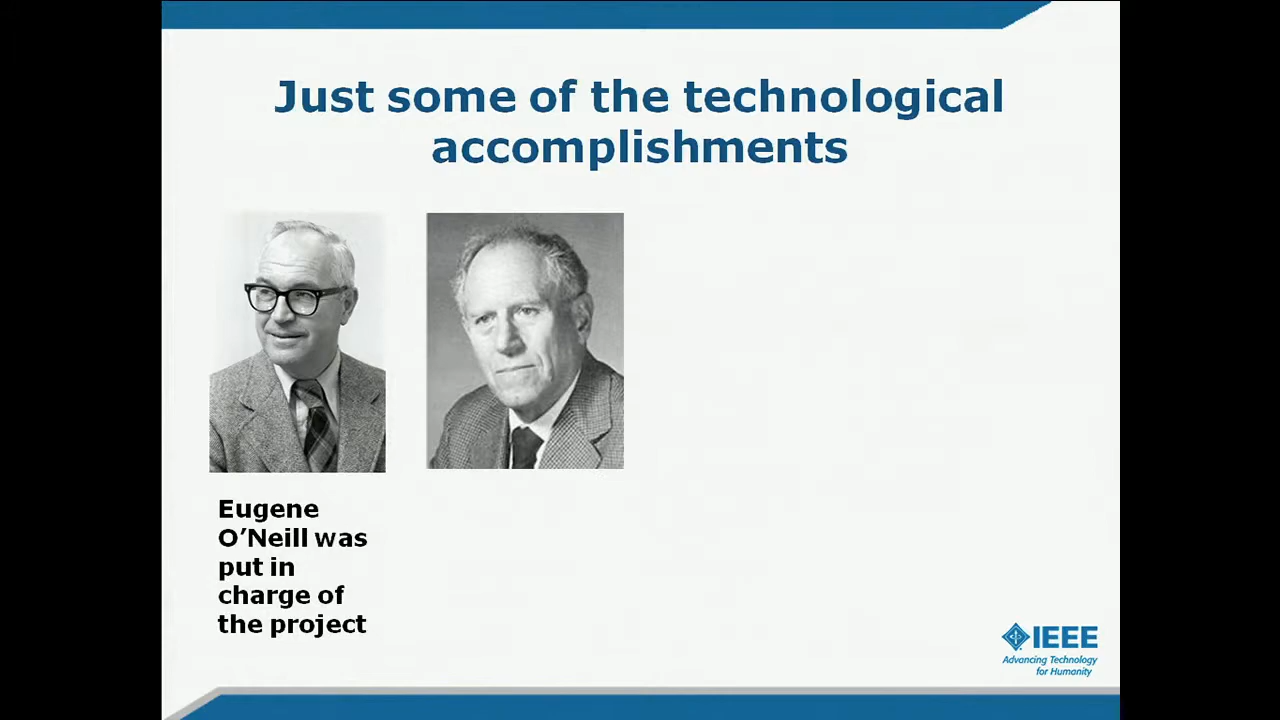 Just some of the technological
accomplishments
Eugene
O’Neill was
put in
charge of
the project
IEEE
Advancing Technology
for Humanity